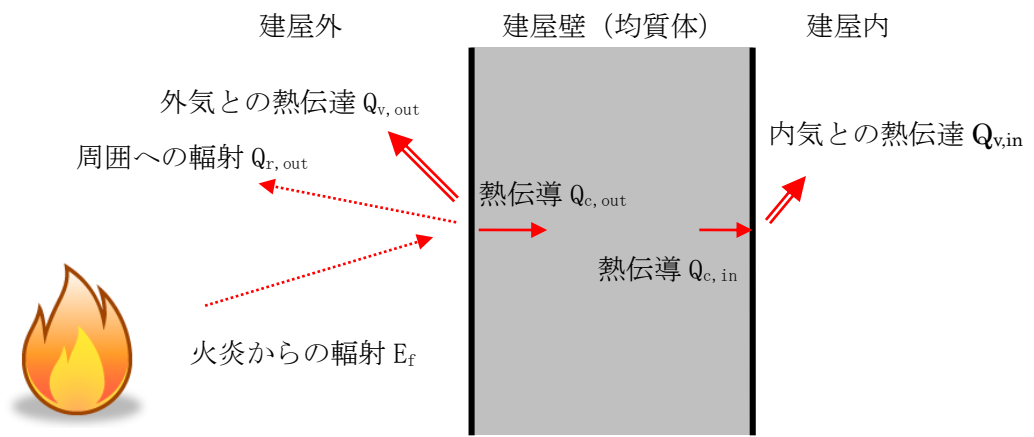 建屋外
建屋壁（均質体）
建屋内
外気との熱伝達 Qv,out
周囲への輻射 Qr,out
内気との熱伝達 Qv,in
熱伝導 Qc,out
熱伝導 Qc,in
火炎からの輻射 Ef